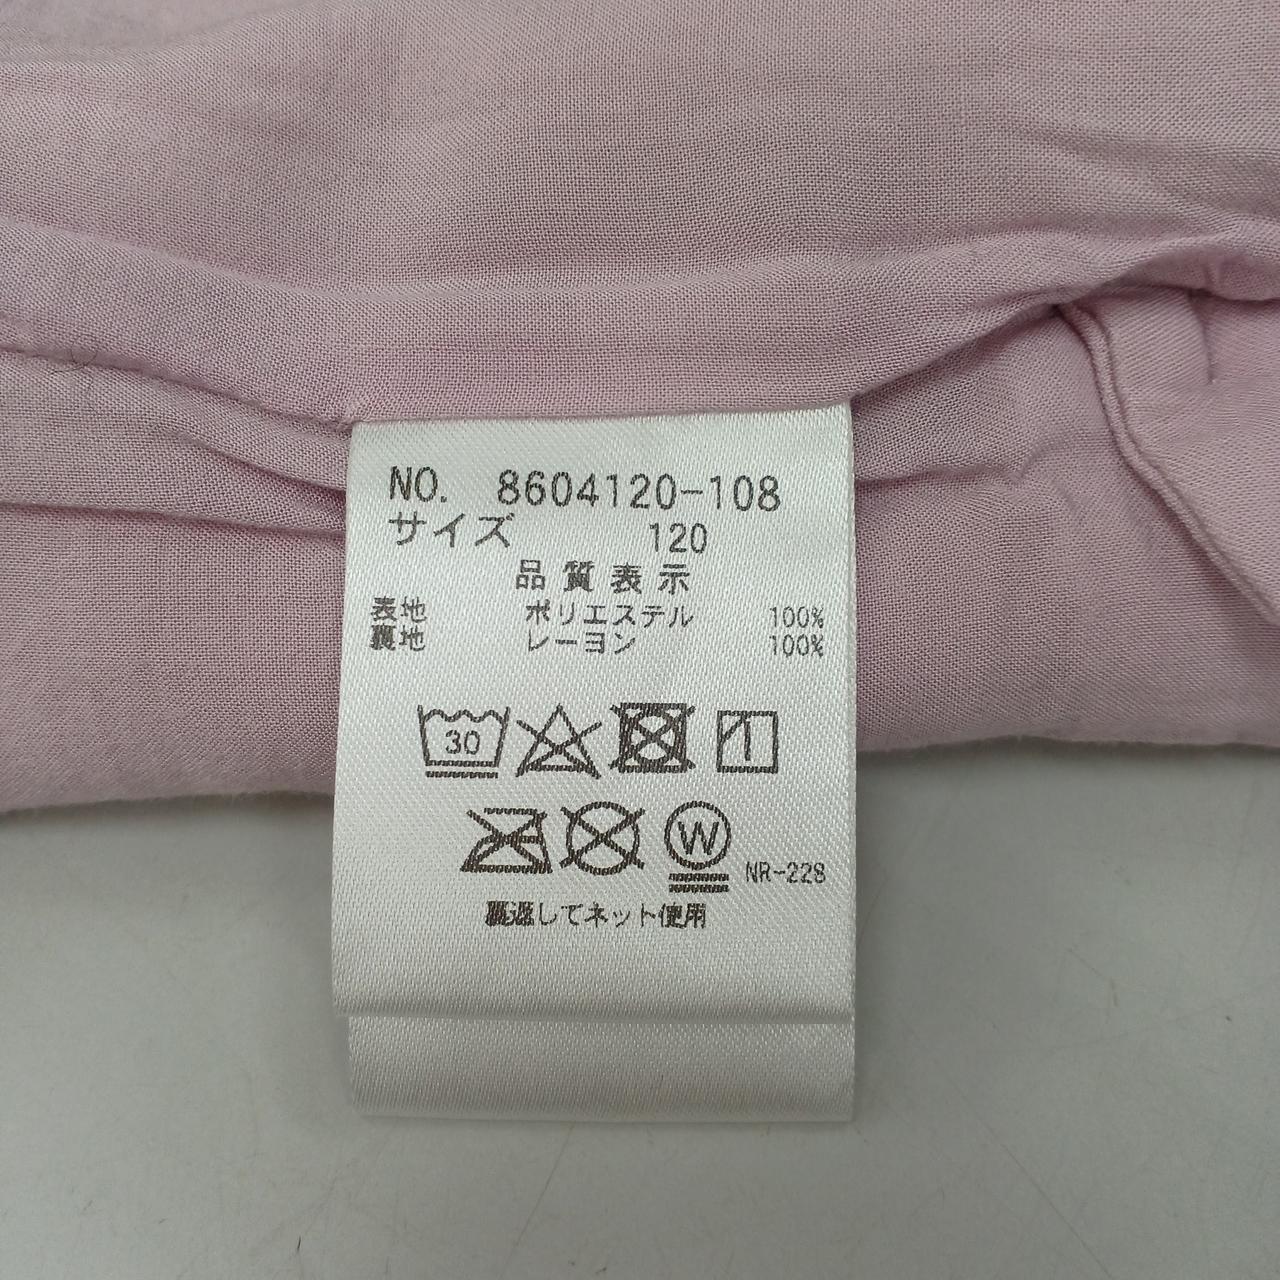 NO. 8604120-108
サイズ 120
品質表示
表地 ポリエステル 100%
裏地 レーヨン 100%
30
W NR-228
裏返してネット使用